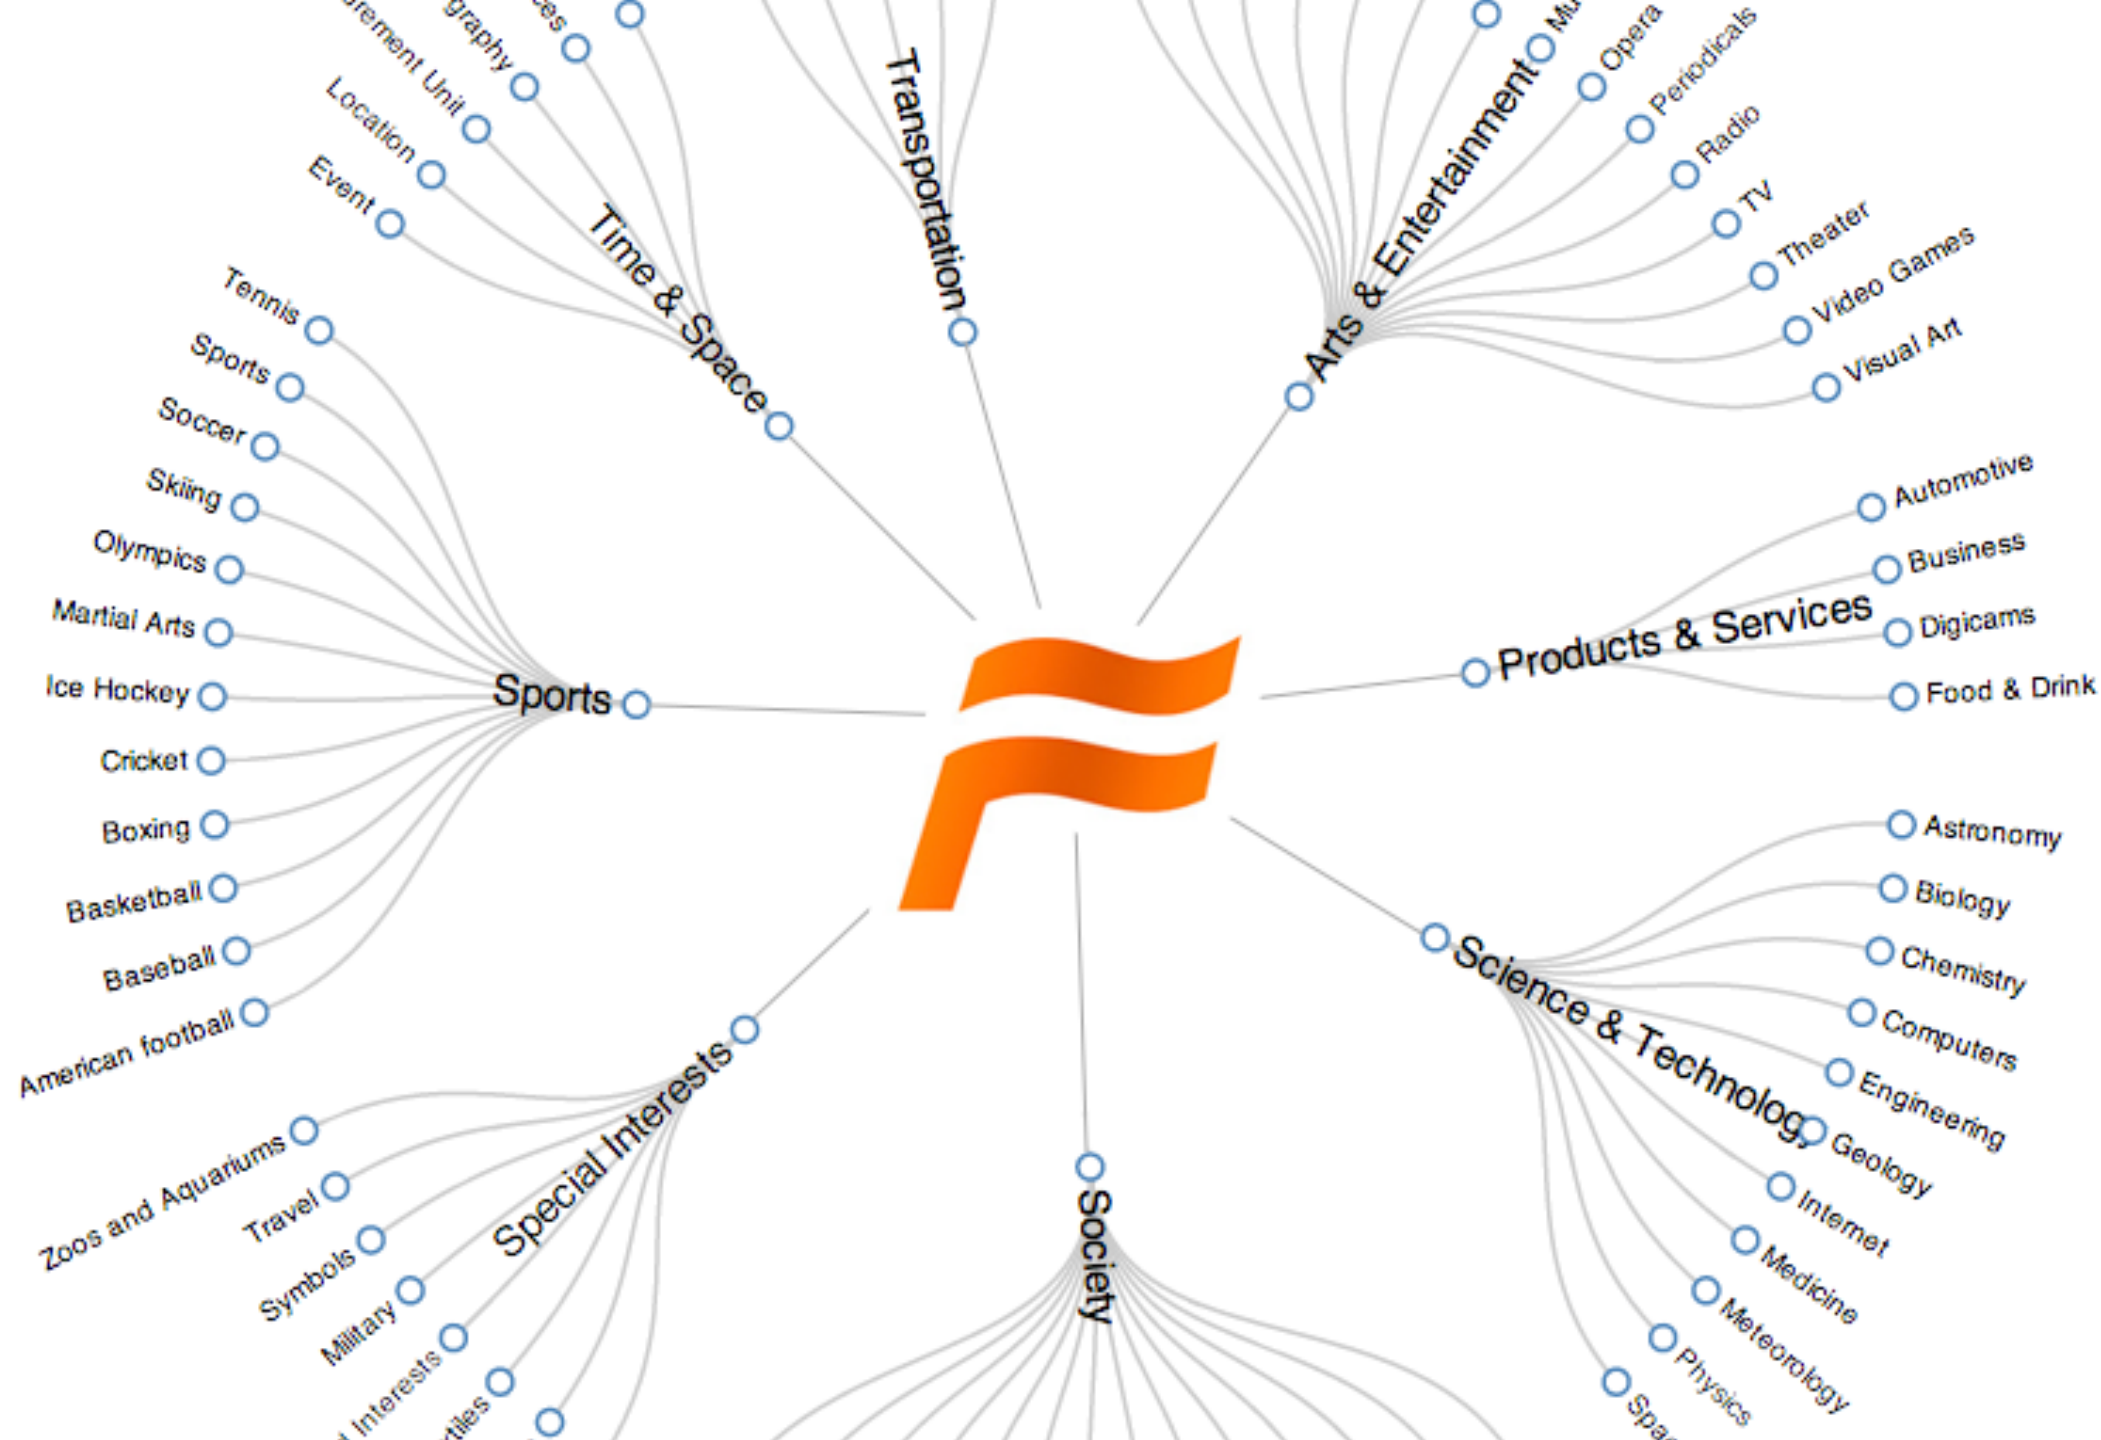 Transportation
Time & Space
Location
Event
Arts & Entertainment
Opera
Periodicals
Radio
TV
Theater
Video Games
Visual Art
Products & Services
Automotive
Business
Digicams
Food & Drink
Science & Technology
Astronomy
Biology
Chemistry
Computers
Engineering
Geology
Internet
Medicine
Meteorology
Physics
Society
Special Interests
Zoos and Aquariums
Travel
Symbols
Military
Interests
Sports
Tennis
Sports
Soccer
Skiing
Olympics
Martial Arts
Ice Hockey
Cricket
Boxing
Basketball
Baseball
American football
Unit